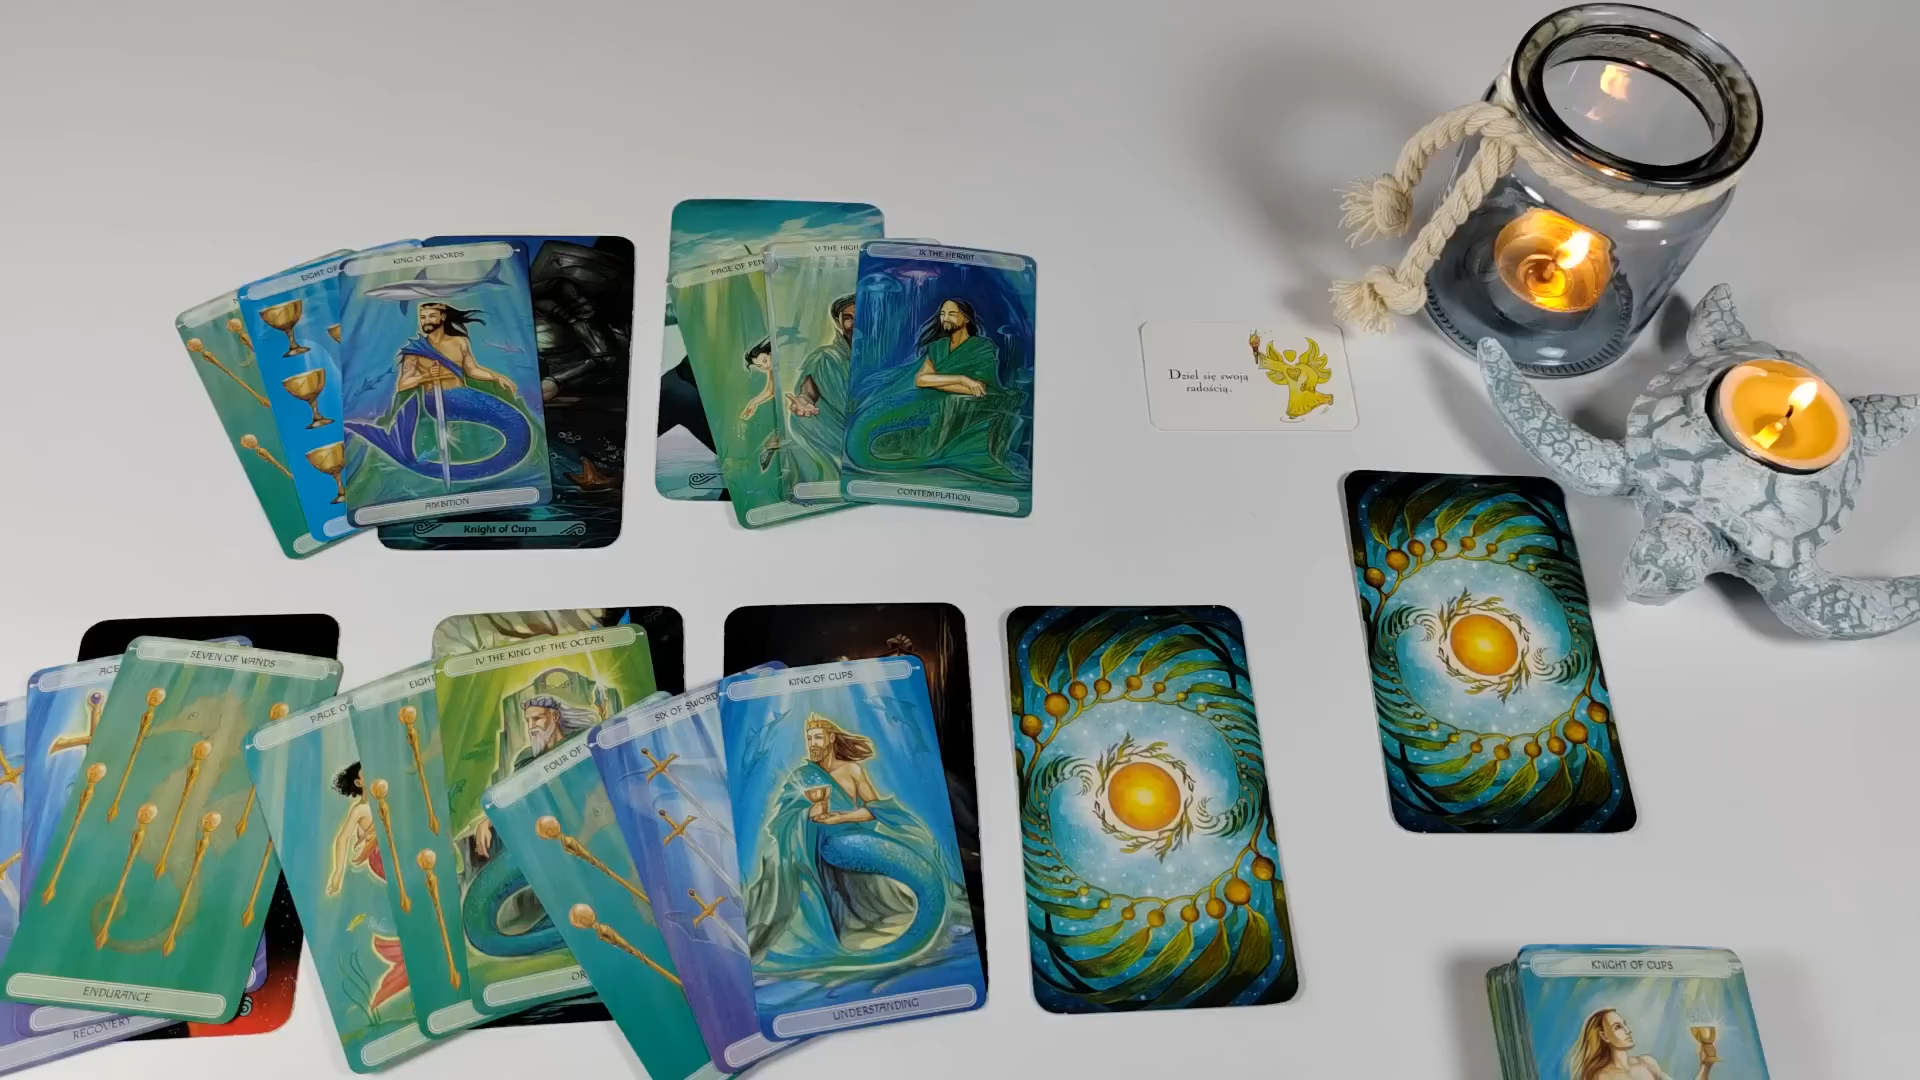 EIGHT OF
KING OF SWORDS
AMBITION
Knight of Cups
PAGE OF PEN
V THE HIGH
IX THE HERMIT
CONTEMPLATION
Dziel się swoją
radością.
ACE
SEVEN OF WANDS
ENDURANCE
RECOVERY
PAGE O
EIGHT
IV THE KING OF THE OCEAN
FOUR OF
SIX OF SWORD
KING OF CUPS
UNDERSTANDING
KNIGHT OF CUPS